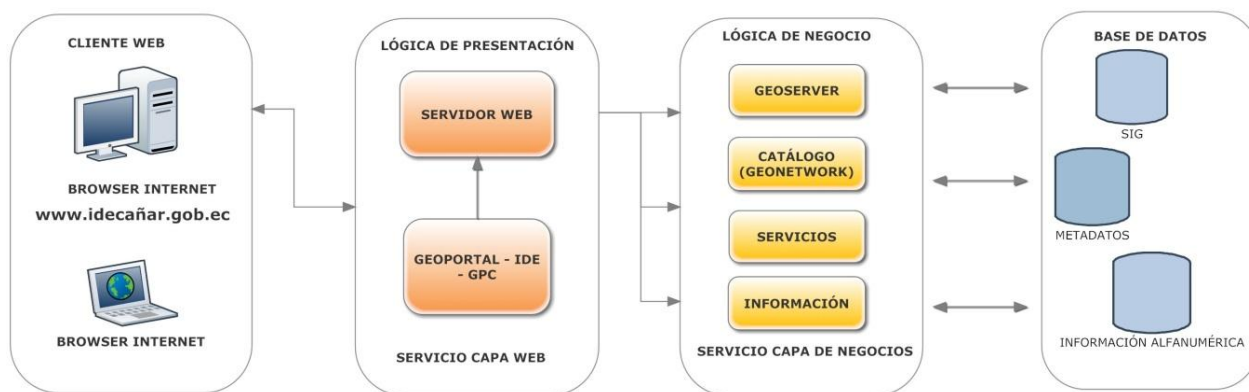 CLIENTE WEB
BROWSER INTERNET
www.idecañar.gob.ec
BROWSER INTERNET
LÓGICA DE PRESENTACIÓN
SERVIDOR WEB
GEOPORTAL - IDE
- GPC
SERVICIO CAPA WEB
LÓGICA DE NEGOCIO
GEOSERVER
CATÁLOGO
(GEONETWORK)
SERVICIOS
INFORMACIÓN
SERVICIO CAPA DE NEGOCIOS
BASE DE DATOS
SIG
METADATOS
INFORMACIÓN ALFANUMÉRICA